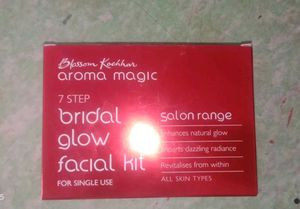 Blossom Kochhar
aroma magic
7 STEP
bridal
glow
facial kit
FOR SINGLE USE
salon range
Enhances natural glow
Imparts dazzling radiance
Revitalises from within
ALL SKIN TYPES